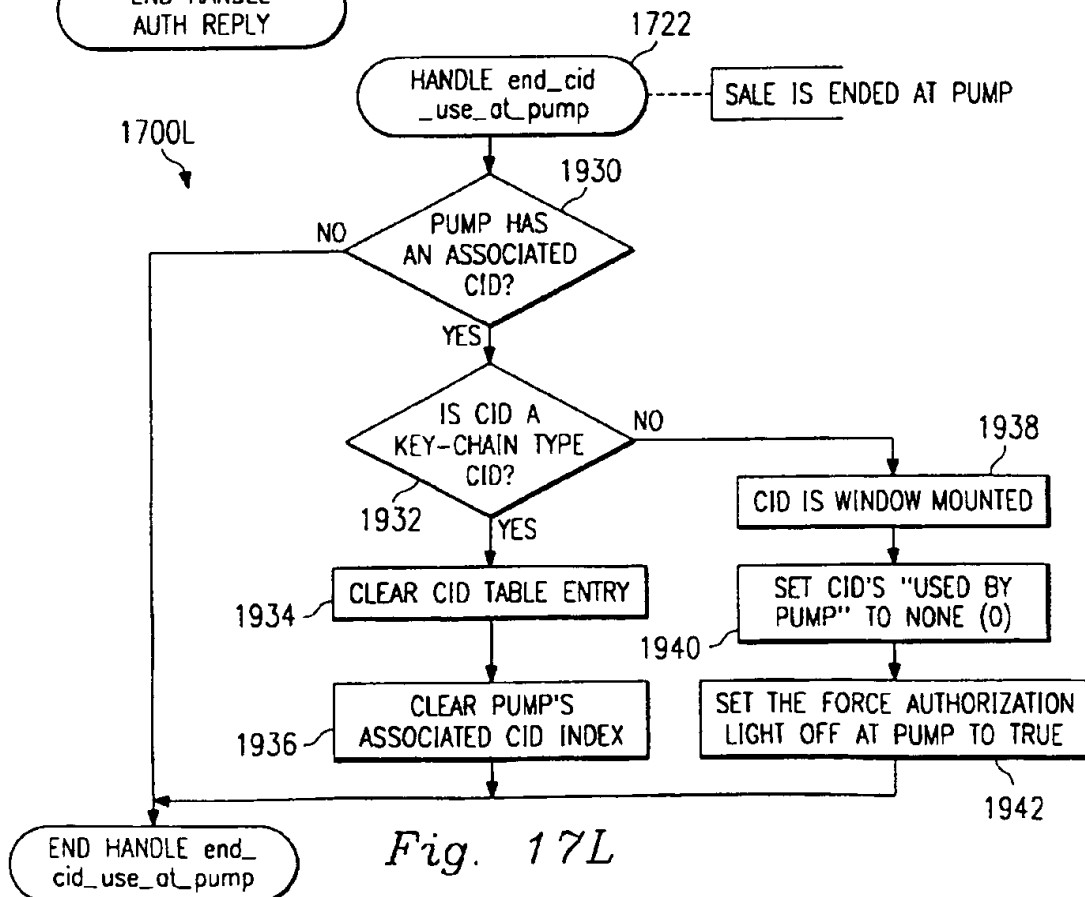 END HANDLE
AUTH REPLY
1722
HANDLE end_cid
_use_at_pump
SALE IS ENDED AT PUMP
1700L
1930
PUMP HAS
AN ASSOCIATED
CID?
NO
YES
IS CID A
KEY-CHAIN TYPE
CID?
NO
1932
YES
1938
CID IS WINDOW MOUNTED
1934
CLEAR CID TABLE ENTRY
SET CID'S "USED BY
PUMP" TO NONE (0)
1940
1936
CLEAR PUMP'S
ASSOCIATED CID INDEX
SET THE FORCE AUTHORIZATION
LIGHT OFF AT PUMP TO TRUE
1942
END HANDLE end_
cid_use_at_pump
Fig. 17L